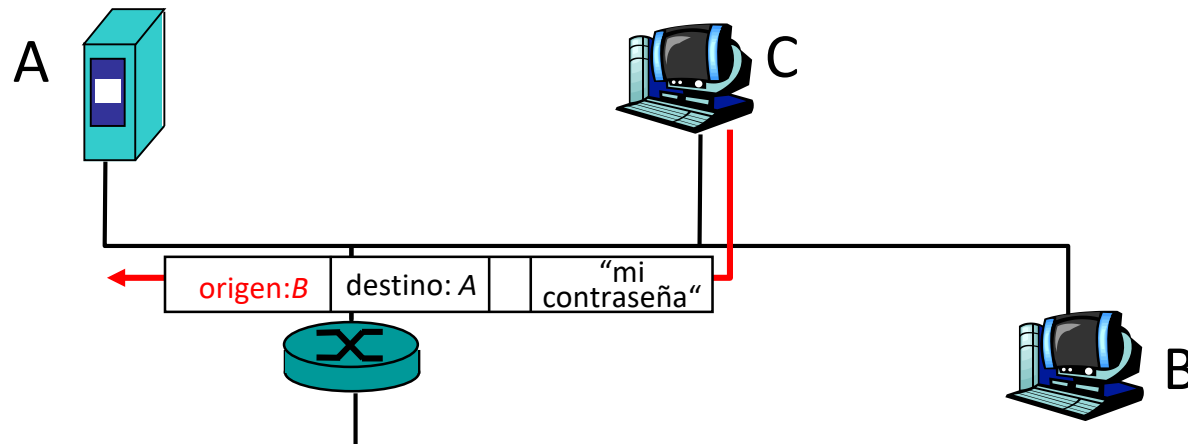 A
C
origen:B
destino: A
“mi
contraseña“
B